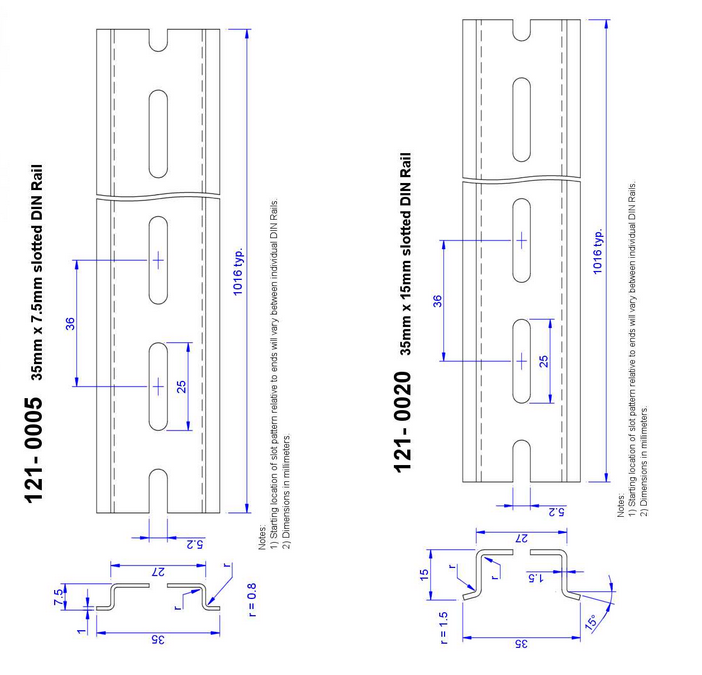 121- 0005 35mm x 7.5mm slotted DIN Rail
1016 typ.
36
25
5.2
Notes:
1) Starting location of slot pattern relative to ends will vary between individual DIN Rails.
2) Dimensions in millimeters.
27
7.5
1
r
r
r = 0.8
35
121- 0020 35mm x 15mm slotted DIN Rail
1016 typ.
36
25
5.2
Notes:
1) Starting location of slot pattern relative to ends will vary between individual DIN Rails.
2) Dimensions in millimeters.
27
15
r
r
1.5
r = 1.5
15°
35